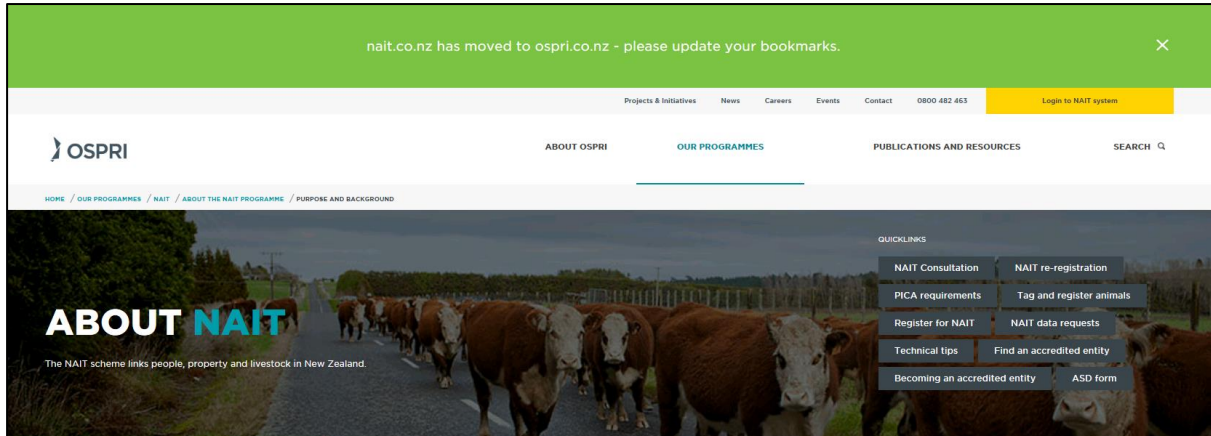 nait.co.nz has moved to ospri.co.nz - please update your bookmarks.
Projects & Initiatives News Careers Events Contact 0800 482 463 Login to NAIT system
OSPRI
ABOUT OSPRI OUR PROGRAMMES PUBLICATIONS AND RESOURCES SEARCH
HOME / OUR PROGRAMMES / NAIT / ABOUT THE NAIT PROGRAMME / PURPOSE AND BACKGROUND
ABOUT NAIT
The NAIT scheme links people, property and livestock in New Zealand.
QUICKLINKS
NAIT Consultation NAIT re-registration
PICA requirements Tag and register animals
Register for NAIT NAIT data requests
Technical tips Find an accredited entity
Becoming an accredited entity ASD form